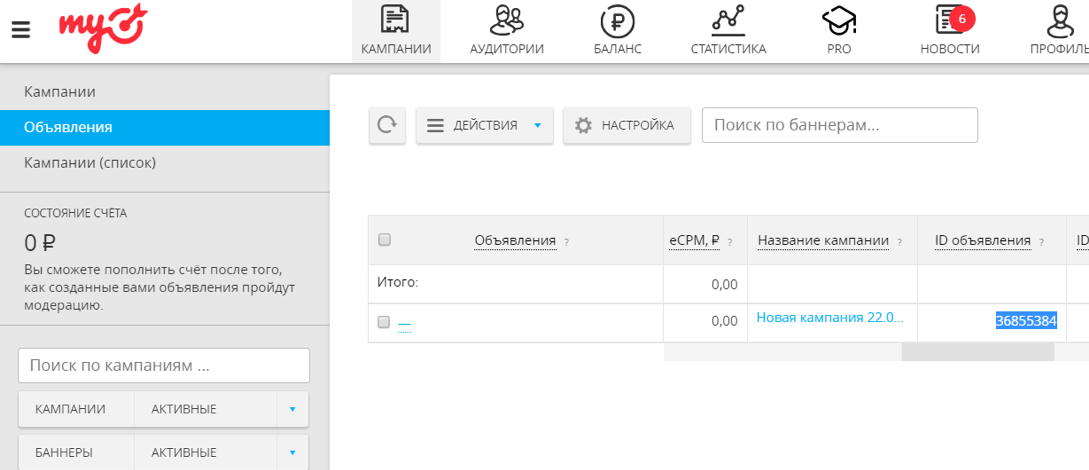 my
КАМПАНИИ
АУДИТОРИИ
БАЛАНС
СТАТИСТИКА
PRO
6
НОВОСТИ
ПРОФИЛЬ
Кампании
Объявления
Кампании (список)
СОСТОЯНИЕ СЧЁТА
0 ₽
Вы сможете пополнить счёт после того,
как созданные вами объявления пройдут
модерацию.
Поиск по кампаниям ...
КАМПАНИИ АКТИВНЫЕ
БАННЕРЫ АКТИВНЫЕ
ДЕЙСТВИЯ
НАСТРОЙКА
Поиск по баннерам...
Объявления ? eCPM, ₽ ? Название кампании ? ID объявления ? ID
Итого: 0,00
— 0,00 Новая кампания 22.0... 36855384